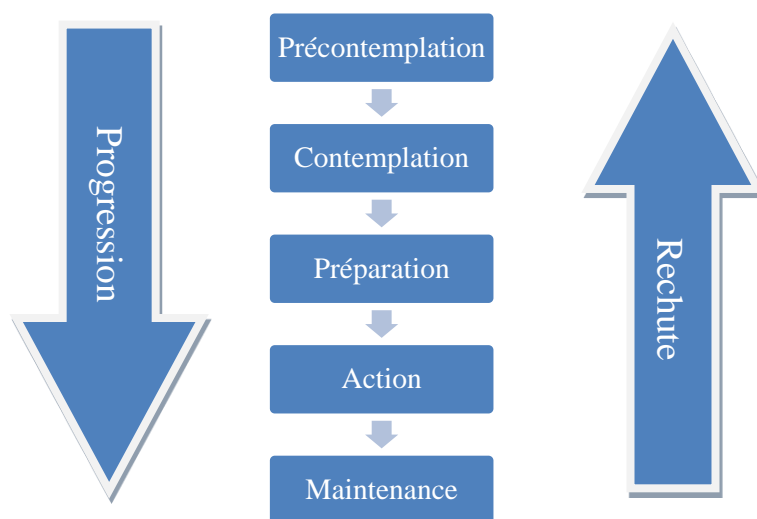 Précontemplation
Contemplation
Préparation
Action
Maintenance
Progression
Rechute